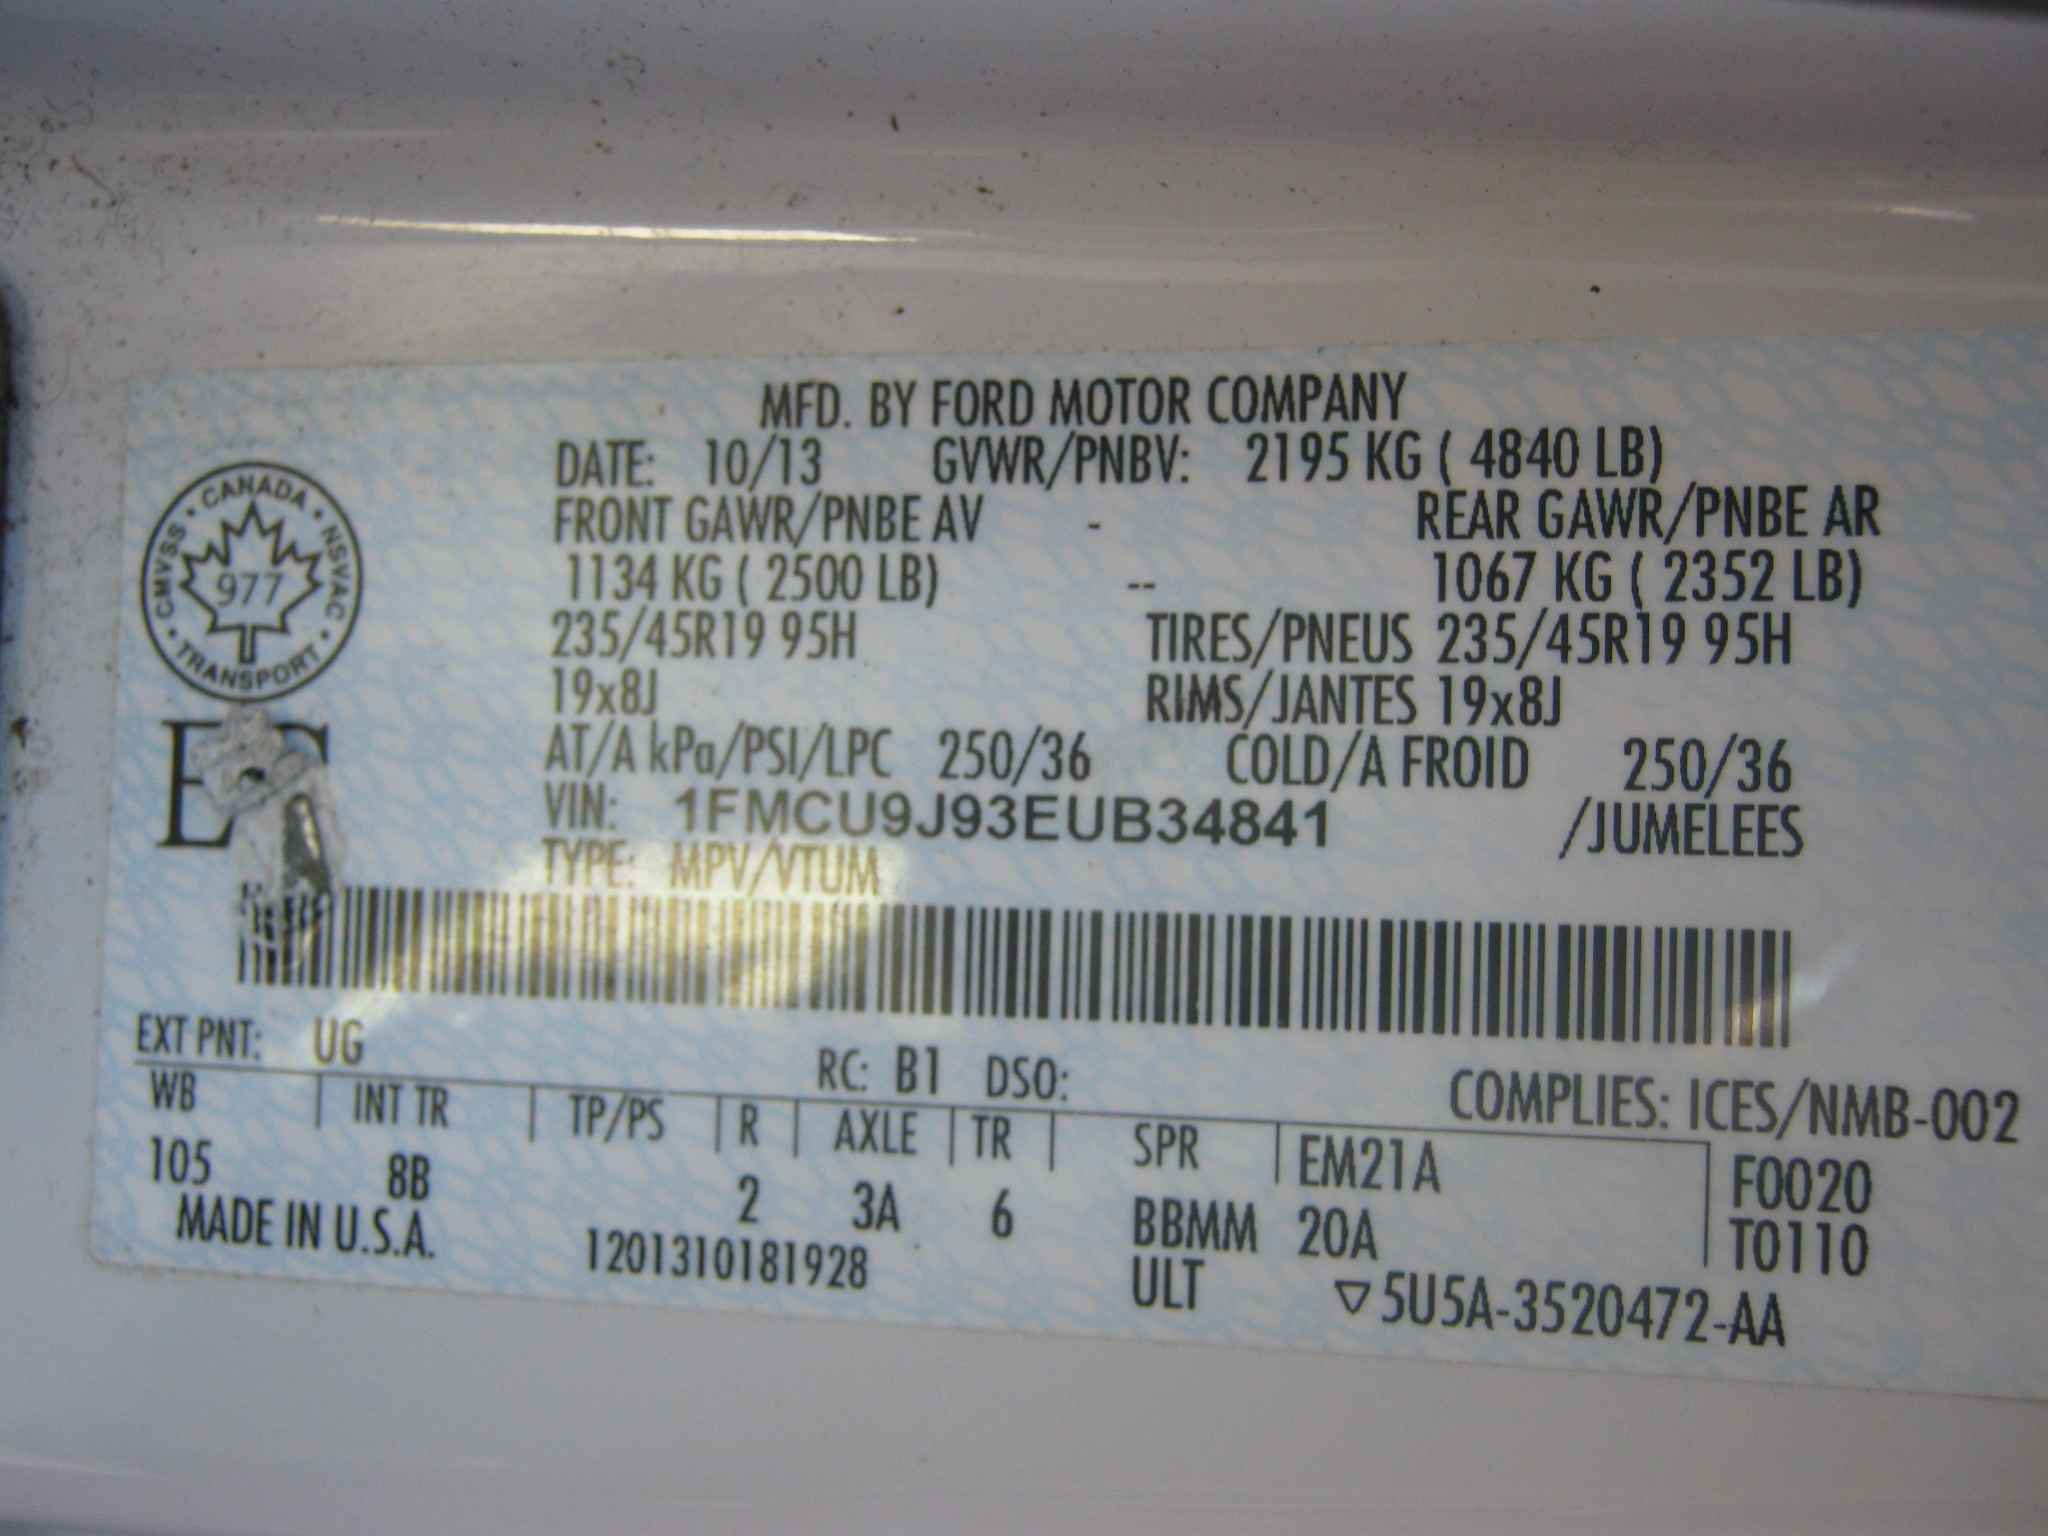 MFD. BY FORD MOTOR COMPANY
DATE: 10/13 GVWR/PNBV: 2195 KG ( 4840 LB)
FRONT GAWR/PNBE AV - REAR GAWR/PNBE AR
1134 KG ( 2500 LB) -- 1067 KG ( 2352 LB)
235/45R19 95H TIRES/PNEUS 235/45R19 95H
19x8J RIMS/JANTES 19x8J
AT/A kPa/PSI/LPC 250/36 COLD/A FROID 250/36
VIN: 1FMCU9J93EUB34841 /JUMELEES
TYPE: MPV/VTUM
CANADA
CMVSS • NSVAC
977
TRANSPORT
EXT PNT: UG RC: B1 DSO:
COMPLIES: ICES/NMB-002
WB INT TR TP/PS R AXLE TR SPR EM21A F0020
105 8B 2 3A 6 BBMM 20A T0110
MADE IN U.S.A. 1201310181928 ULT ▽5U5A-3520472-AA